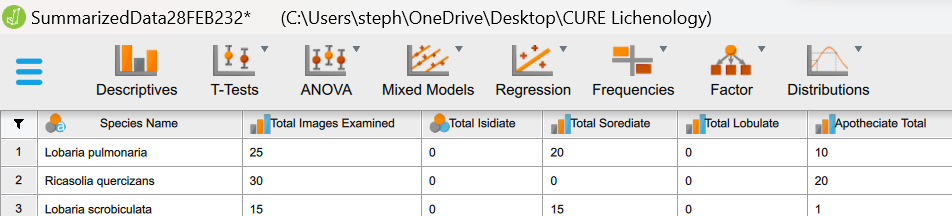 SummarizedData28FEB232* (C:\Users\steph\OneDrive\Desktop\CURE Lichenology)
Descriptives T-Tests ANOVA Mixed Models Regression Frequencies Factor Distributions
Species Name Total Images Examined Total Isidiate Total Sorediate Total Lobulate Apotheciate Total
1 Lobaria pulmonaria 25 0 20 0 10
2 Ricasolia quercizans 30 0 0 0 20
3 Lobaria scrobiculata 15 0 15 0 1